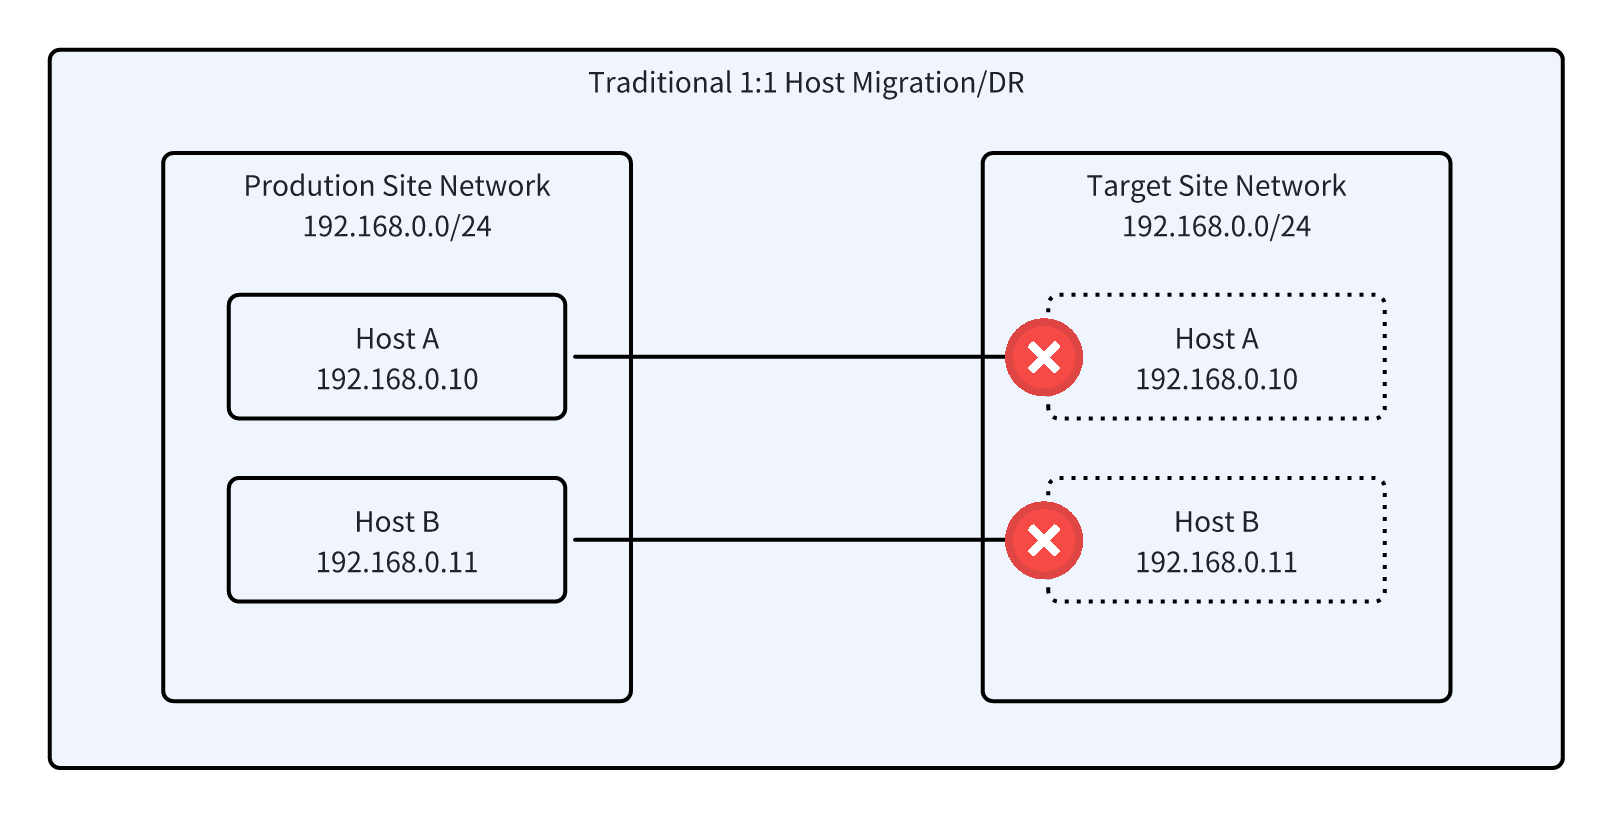 Traditional 1:1 Host Migration/DR
Prodution Site Network
192.168.0.0/24
Host A
192.168.0.10
Host B
192.168.0.11
Target Site Network
192.168.0.0/24
Host A
192.168.0.10
Host B
192.168.0.11